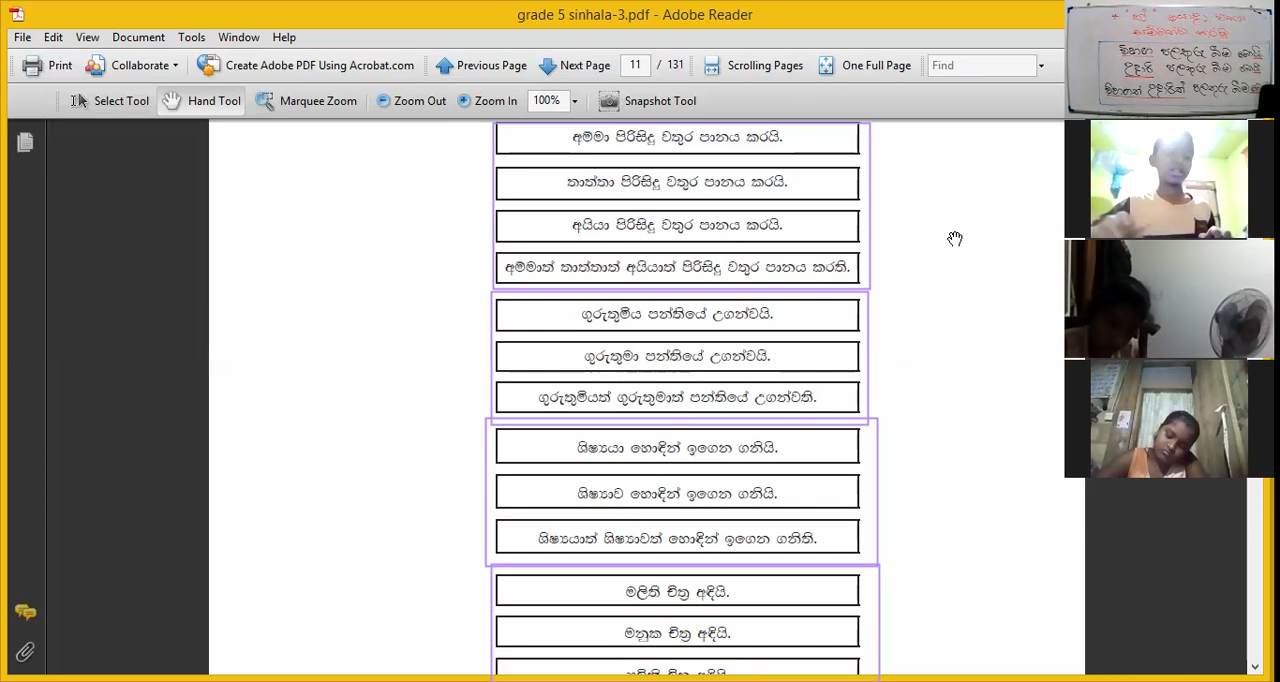 grade 5 sinhala-3.pdf - Adobe Reader
File Edit View Document Tools Window Help
Print Collaborate Create Adobe PDF Using Acrobat.com Previous Page Next Page 11 / 131 Scrolling Pages One Full Page Find
Select Tool Hand Tool Marquee Zoom Zoom Out Zoom In 100% Snapshot Tool
අම්මා පිරිසිදු වතුර පානය කරයි.
තාත්තා පිරිසිදු වතුර පානය කරයි.
අයියා පිරිසිදු වතුර පානය කරයි.
අම්මාත් තාත්තාත් අයියාත් පිරිසිදු වතුර පානය කරති.
ගුරුතුමිය පන්තියේ උගන්වයි.
ගුරුතුමා පන්තියේ උගන්වයි.
ගුරුතුමියත් ගුරුතුමාත් පන්තියේ උගන්වති.
ශිෂ්‍යයා හොඳින් ඉගෙන ගනියි.
ශිෂ්‍යාව හොඳින් ඉගෙන ගනියි.
ශිෂ්‍යයාත් ශිෂ්‍යාවත් හොඳින් ඉගෙන ගනිති.
මලිති චිත්‍ර අඳියි.
මනුක චිත්‍ර අඳියි.
පලතුරු බීම
පලතුරු බීම
පලතුරු